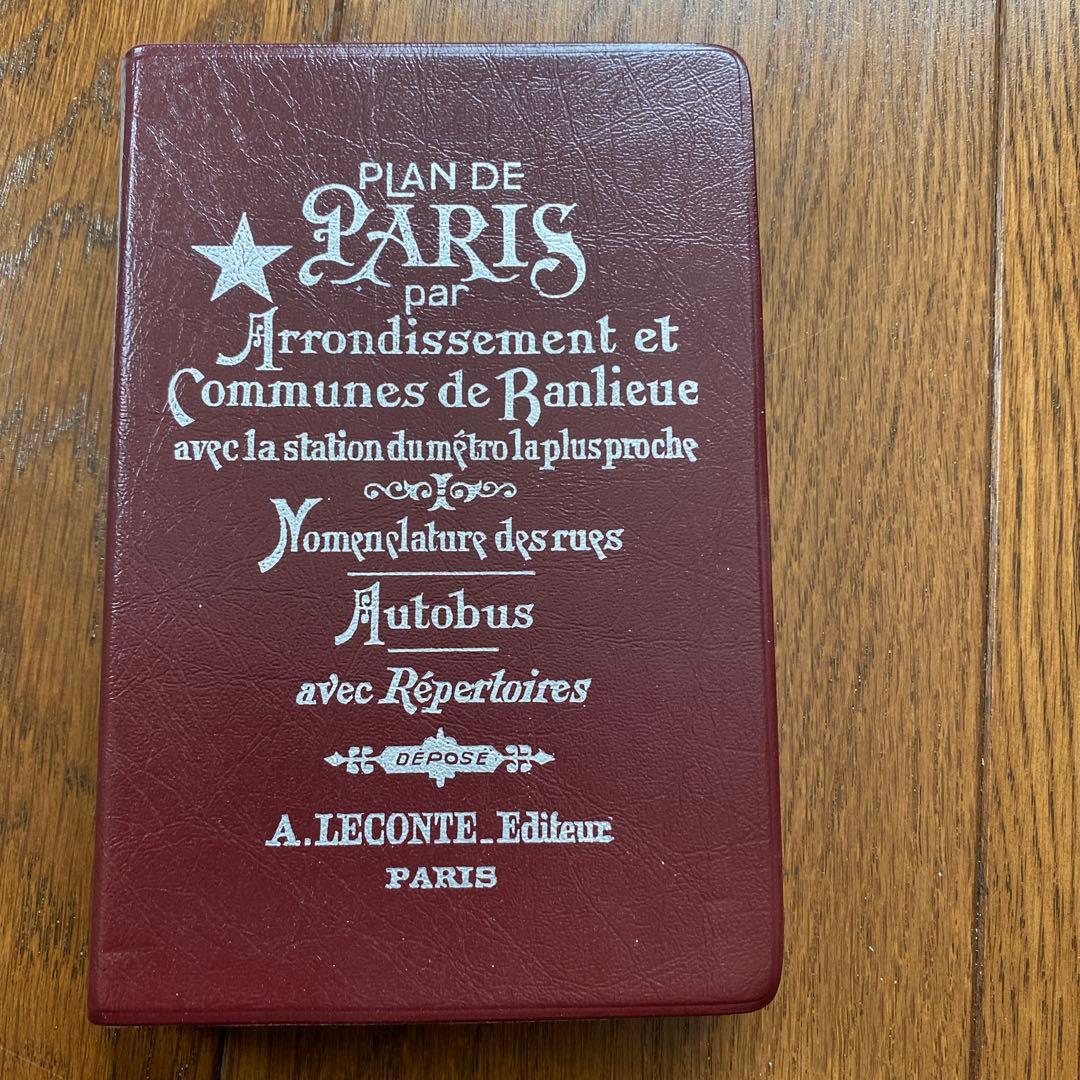 PLAN DE
PARIS
par
Arrondissement et
Communes de Banlieue
avec la station du métro la plus proche
Nomenclature des rues
Autobus
avec Répertoires
DÉPOSÉ
A. LECONTE_Editeur
PARIS